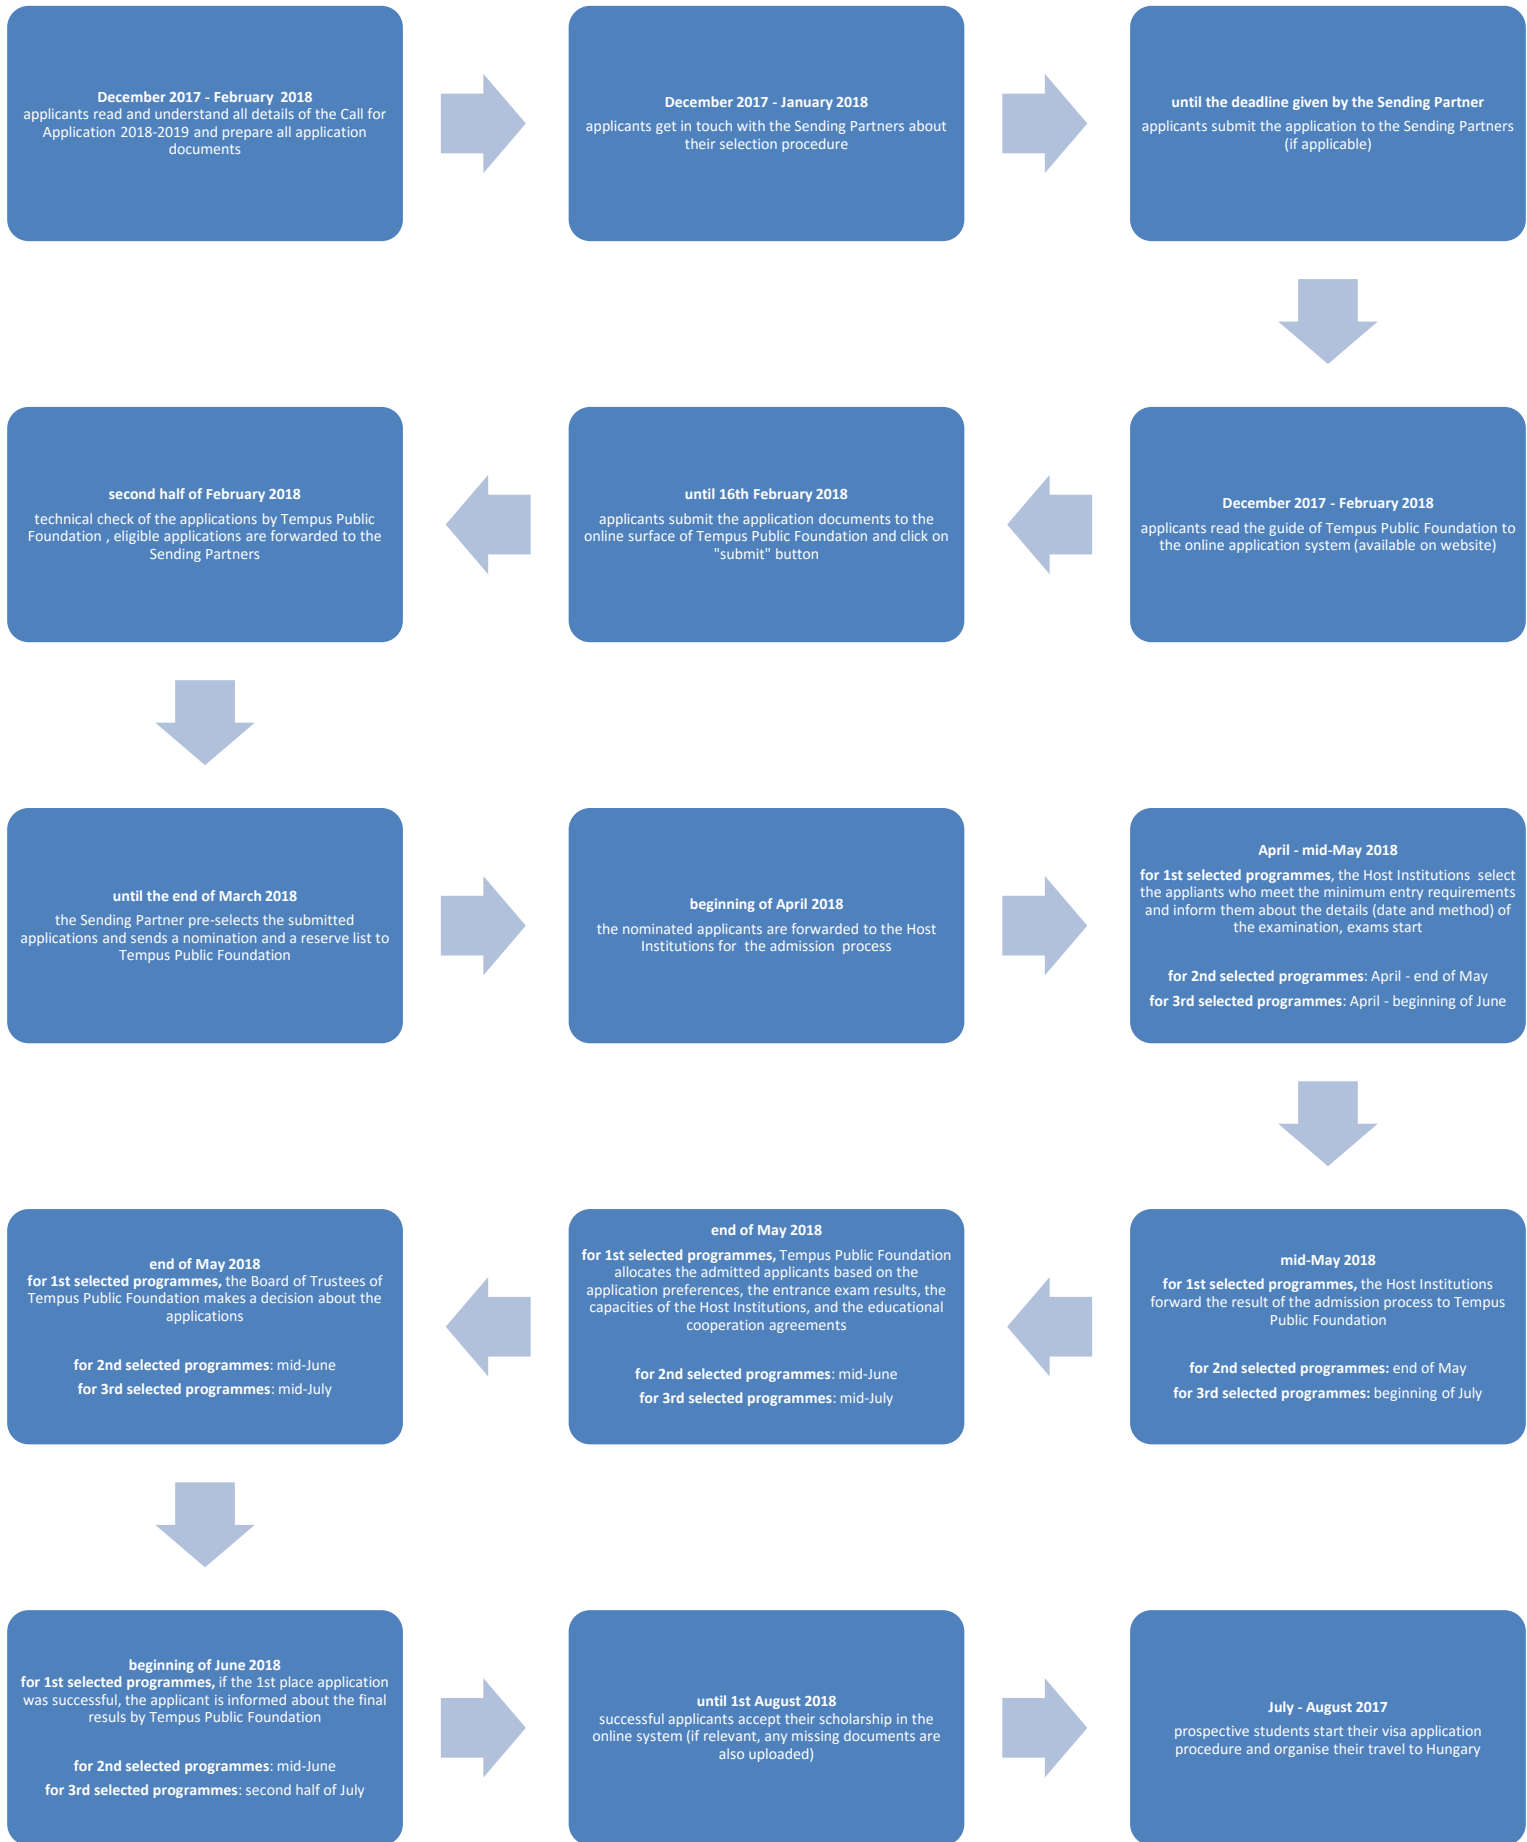 December 2017 - February  2018
applicants read and understand all details of the Call for
Application 2018-2019 and prepare all application
documents
December 2017 - January 2018
applicants get in touch with the Sending Partners about
their selection procedure
until the deadline given by the Sending Partner
applicants submit the application to the Sending Partners
(if applicable)
December 2017 - February 2018
applicants read the guide of Tempus Public Foundation to
the online application system (available on website)
until 16th February 2018
applicants submit the application documents to the
online surface of Tempus Public Foundation and click on
"submit" button
second half of February 2018
technical check of the applications by Tempus Public
Foundation , eligible applications are forwarded to the
Sending Partners
until the end of March 2018
the Sending Partner pre-selects the submitted
applications and sends a nomination and a reserve list to
Tempus Public Foundation
beginning of April 2018
the nominated applicants are forwarded to the Host
Institutions for  the admission  process
April - mid-May 2018
for 1st selected programmes, the Host Institutions  select
the appliants who meet the minimum entry requirements
and inform them about the details (date and method) of
the examination, exams start
for 2nd selected programmes: April - end of May
for 3rd selected programmes: April - beginning of June
mid-May 2018
for 1st selected programmes, the Host Institutions
forward the result of the admission process to Tempus
Public Foundation
for 2nd selected programmes: end of May
for 3rd selected programmes: beginning of July
end of May 2018
for 1st selected programmes, Tempus Public Foundation
allocates the admitted applicants based on the
application preferences, the entrance exam results, the
capacities of the Host Institutions, and the educational
cooperation agreements
for 2nd selected programmes: mid-June
for 3rd selected programmes: mid-July
end of May 2018
for 1st selected programmes, the Board of Trustees of
Tempus Public Foundation makes a decision about the
applications
for 2nd selected programmes: mid-June
for 3rd selected programmes: mid-July
beginning of June 2018
for 1st selected programmes, if the 1st place application
was successful, the applicant is informed about the final
resuls by Tempus Public Foundation
for 2nd selected programmes: mid-June
for 3rd selected programmes: second half of July
until 1st August 2018
successful applicants accept their scholarship in the
online system (if relevant, any missing documents are
also uploaded)
July - August 2017
prospective students start their visa application
procedure and organise their travel to Hungary